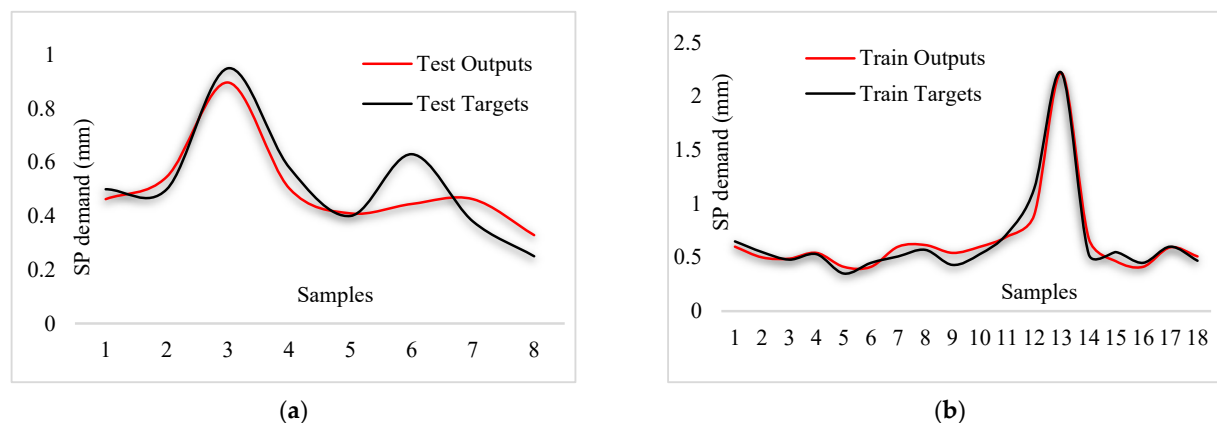 1
0.8
0.6
0.4
0.2
0
SP demand (mm)
Test Outputs
Test Targets
Samples
1 2 3 4 5 6 7 8
(a)
2.5
2
1.5
1
0.5
0
SP demand (mm)
Train Outputs
Train Targets
Samples
1 2 3 4 5 6 7 8 9 10 11 12 13 14 15 16 17 18
(b)